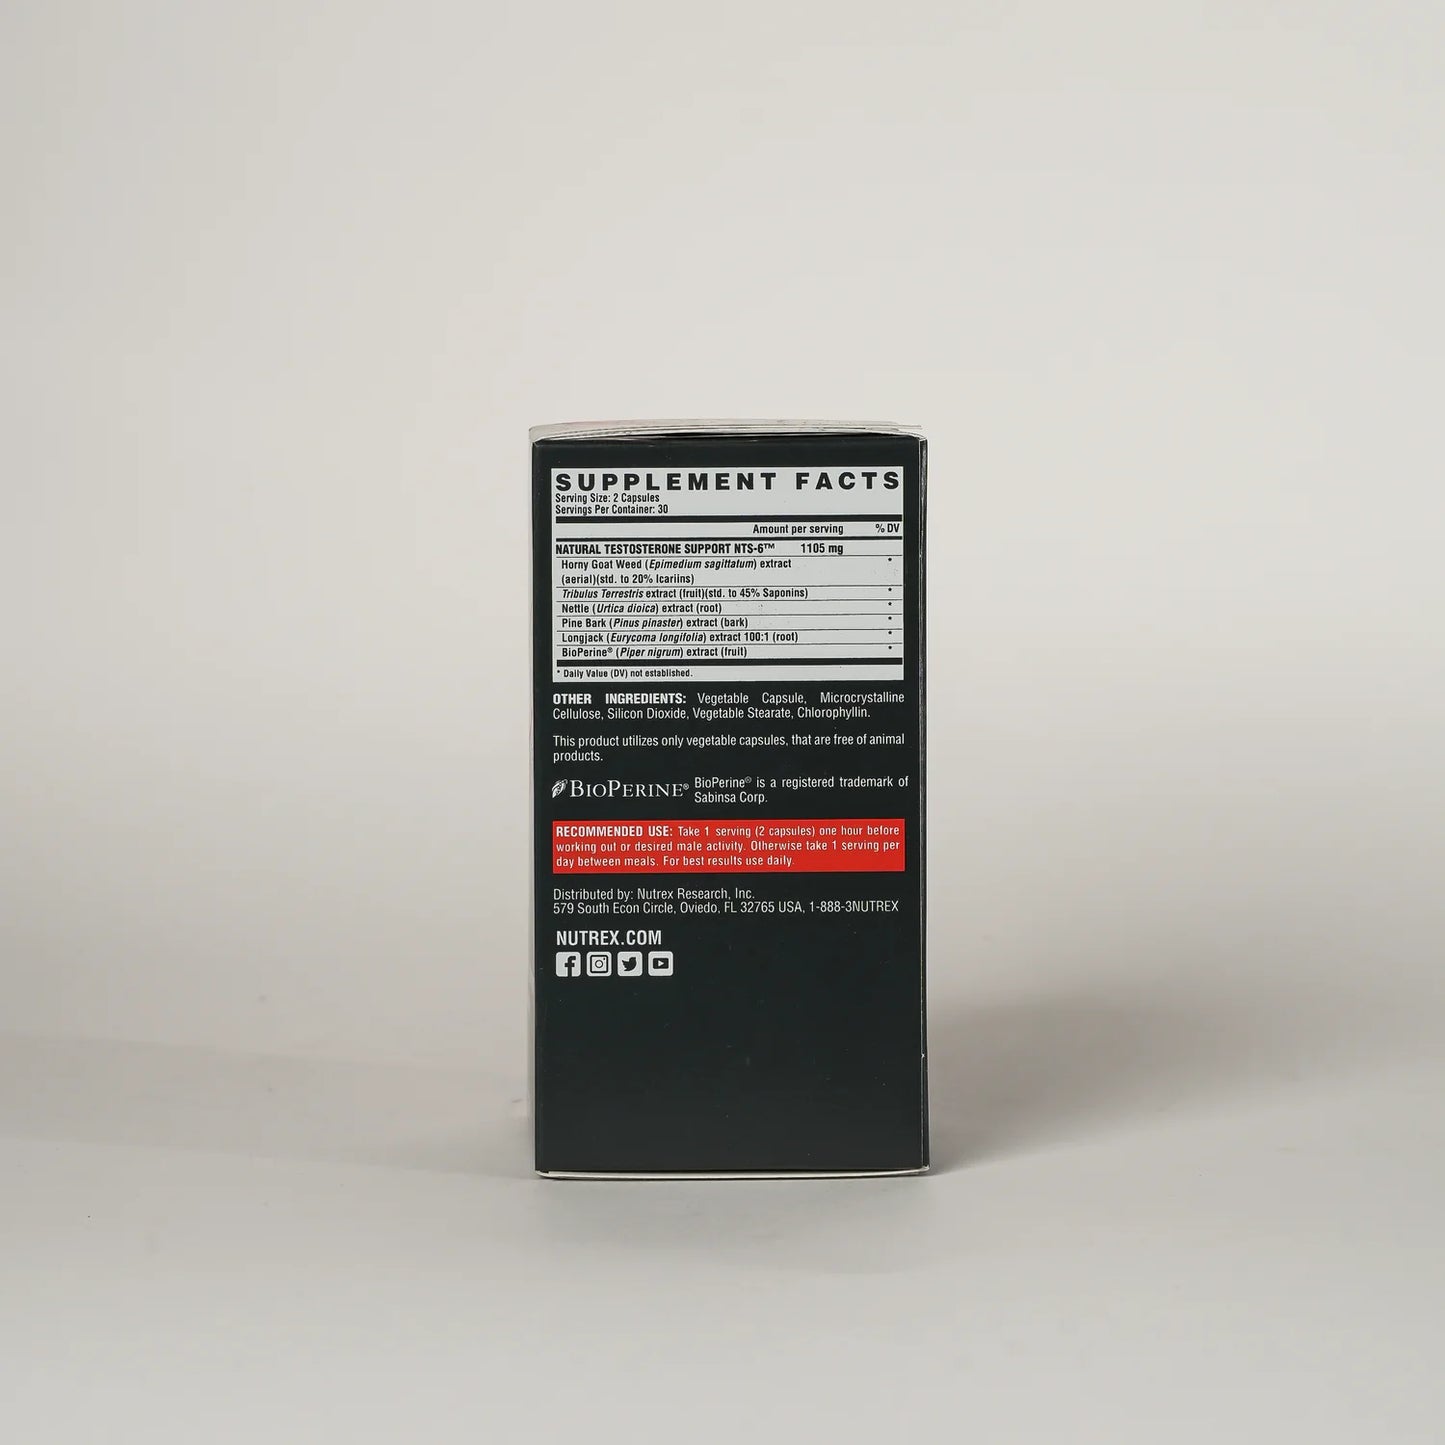 SUPPLEMENT FACTS
Serving Size: 2 Capsules
Servings Per Container: 30
Amount per serving % DV
NATURAL TESTOSTERONE SUPPORT NTS-6™ 1105 mg
Horny Goat Weed (Epimedium sagittatum) extract *
(aerial)(std. to 20% Icariins)
Tribulus Terrestris extract (fruit)(std. to 45% Saponins) *
Nettle (Urtica dioica) extract (root) *
Pine Bark (Pinus pinaster) extract (bark) *
Longjack (Eurycoma longifolia) extract 100:1 (root) *
BioPerine® (Piper nigrum) extract (fruit) *
* Daily Value (DV) not established.
OTHER INGREDIENTS: Vegetable Capsule, Microcrystalline
Cellulose, Silicon Dioxide, Vegetable Stearate, Chlorophyllin.
This product utilizes only vegetable capsules, that are free of animal
products.
BIOPERINE® BioPerine® is a registered trademark of
Sabinsa Corp.
RECOMMENDED USE: Take 1 serving (2 capsules) one hour before
working out or desired male activity. Otherwise take 1 serving per
day between meals. For best results use daily.
Distributed by: Nutrex Research, Inc.
579 South Econ Circle, Oviedo, FL 32765 USA, 1-888-3NUTREX
NUTREX.COM